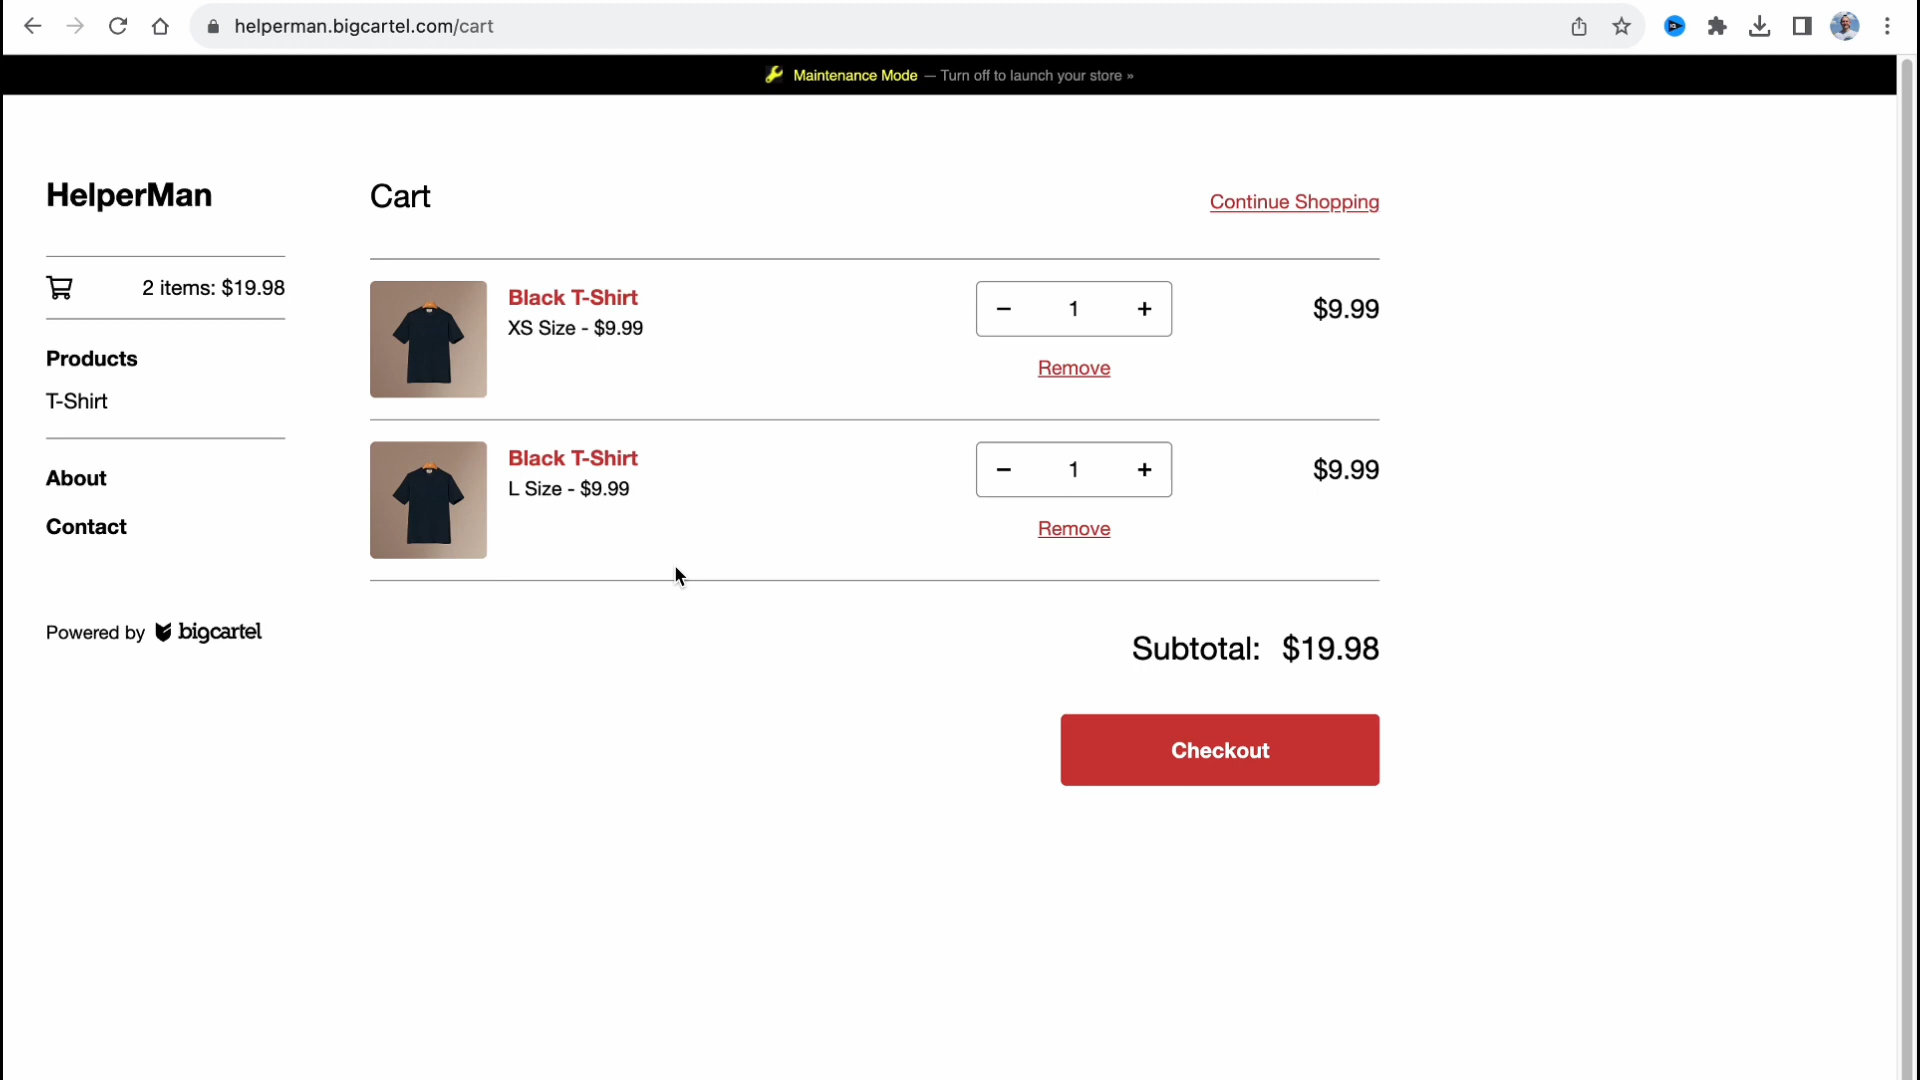 helperman.bigcartel.com/cart
Maintenance Mode — Turn off to launch your store »
HelperMan
2 items: $19.98
Products
T-Shirt
About
Contact
Powered by bigcartel
Cart
Continue Shopping
Black T-Shirt
XS Size - $9.99
1
$9.99
Remove
Black T-Shirt
L Size - $9.99
1
$9.99
Remove
Subtotal: $19.98
Checkout